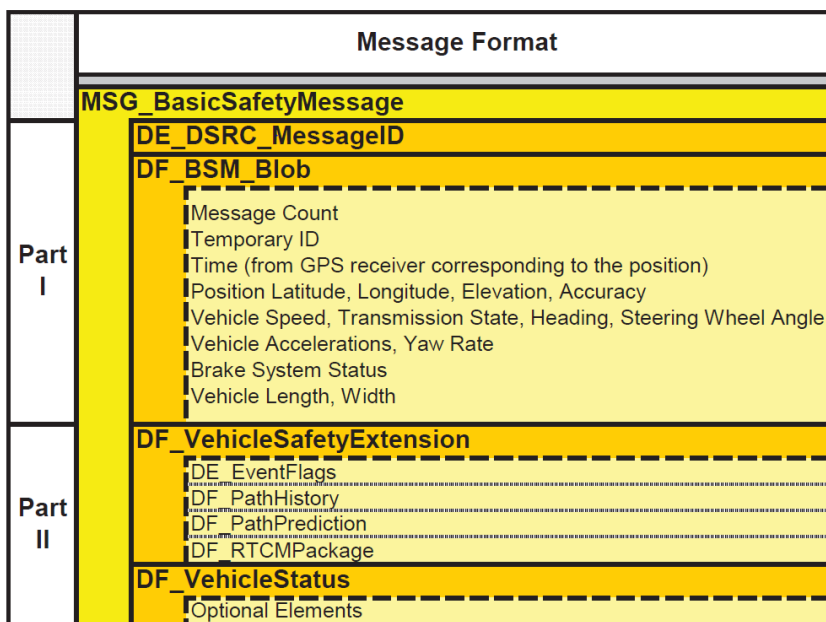 Message Format
MSG_BasicSafetyMessage
DE_DSRC_MessageID
DF_BSM_Blob
Part
I
Message Count
Temporary ID
Time (from GPS receiver corresponding to the position)
Position Latitude, Longitude, Elevation, Accuracy
Vehicle Speed, Transmission State, Heading, Steering Wheel Angle
Vehicle Accelerations, Yaw Rate
Brake System Status
Vehicle Length, Width
Part
II
DF_VehicleSafetyExtension
DE_EventFlags
DF_PathHistory
DF_PathPrediction
DF_RTCMPackage
DF_VehicleStatus
Optional Elements